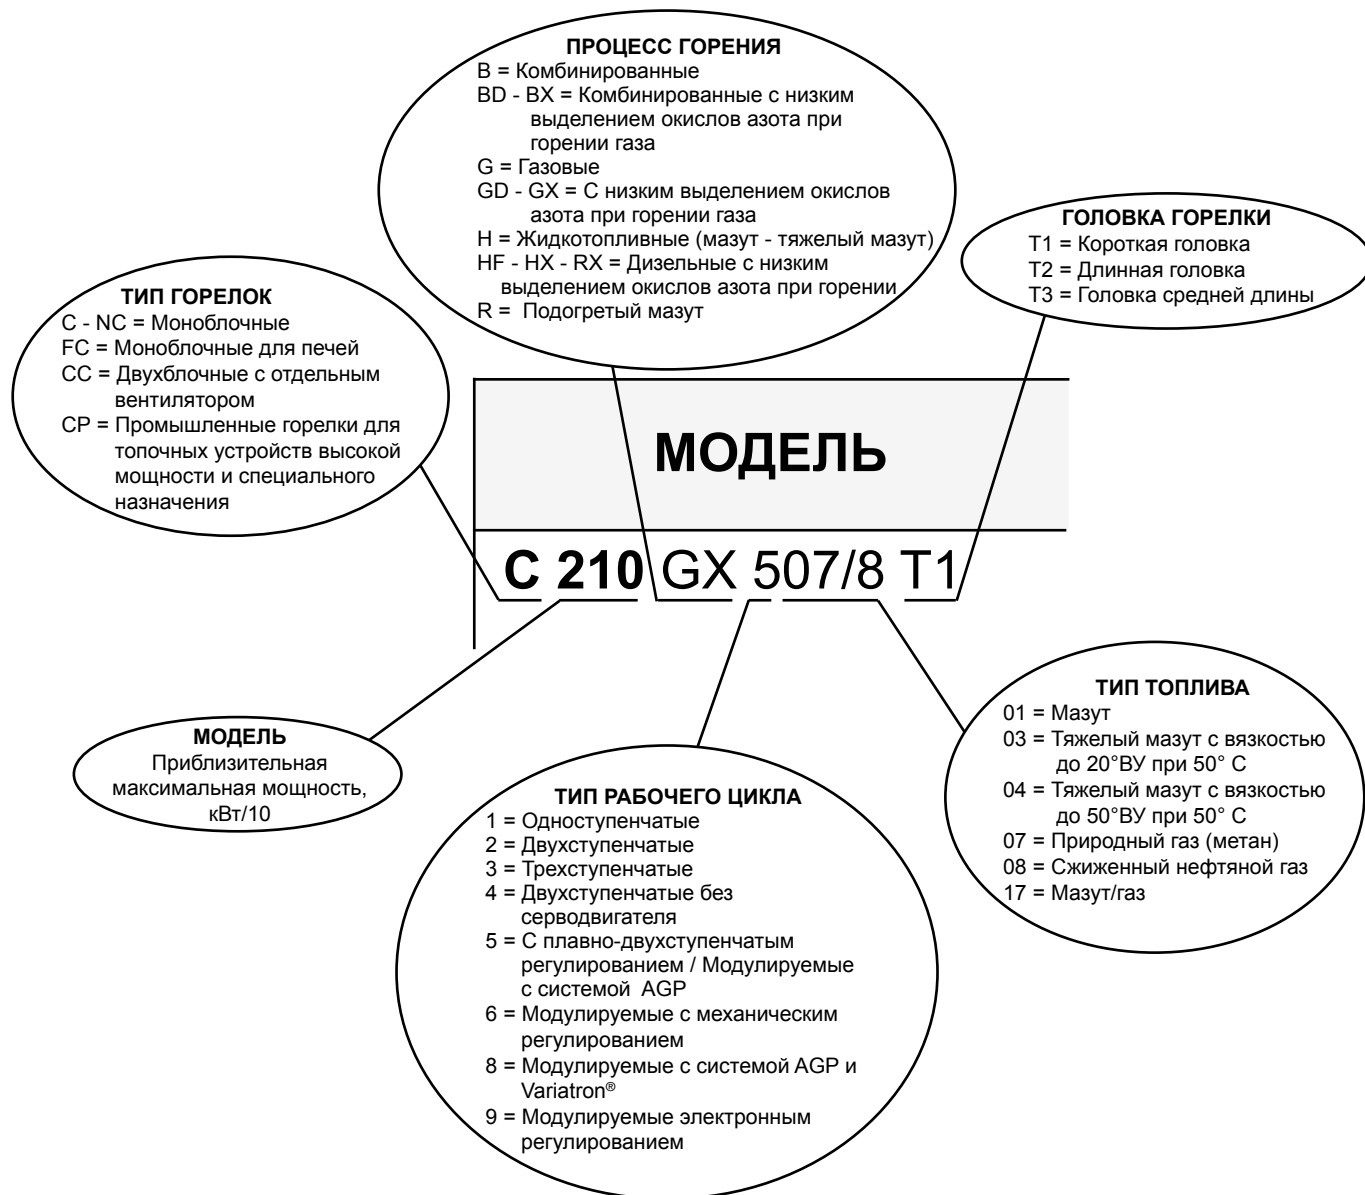 ПРОЦЕСС ГОРЕНИЯ
B = Комбинированные
BD - BX = Комбинированные с низким
выделением окислов азота при
горении газа
G = Газовые
GD - GX = С низким выделением окислов
азота при горении газа
H = Жидкотопливные (мазут - тяжелый мазут)
HF - HX - RX = Дизельные с низким
выделением окислов азота при горении
R = Подогретый мазут
ГОЛОВКА ГОРЕЛКИ
T1 = Короткая головка
T2 = Длинная головка
T3 = Головка средней длины
ТИП ГОРЕЛОК
C - NC = Моноблочные
FC = Моноблочные для печей
CC = Двухблочные с отдельным
вентилятором
CP = Промышленные горелки для
топочных устройств высокой
мощности и специального
назначения
МОДЕЛЬ
C 210 GX 507/8 T1
МОДЕЛЬ
Приблизительная
максимальная мощность,
кВт/10
ТИП РАБОЧЕГО ЦИКЛА
1 = Одноступенчатые
2 = Двухступенчатые
3 = Трехступенчатые
4 = Двухступенчатые без
серводвигателя
5 = С плавно-двухступенчатым
регулированием / Модулируемые
с системой AGP
6 = Модулируемые с механическим
регулированием
8 = Модулируемые с системой AGP и
Variatron®
9 = Модулируемые электронным
регулированием
ТИП ТОПЛИВА
01 = Мазут
03 = Тяжелый мазут с вязкостью
до 20°ВУ при 50° С
04 = Тяжелый мазут с вязкостью
до 50°ВУ при 50° С
07 = Природный газ (метан)
08 = Сжиженный нефтяной газ
17 = Мазут/газ